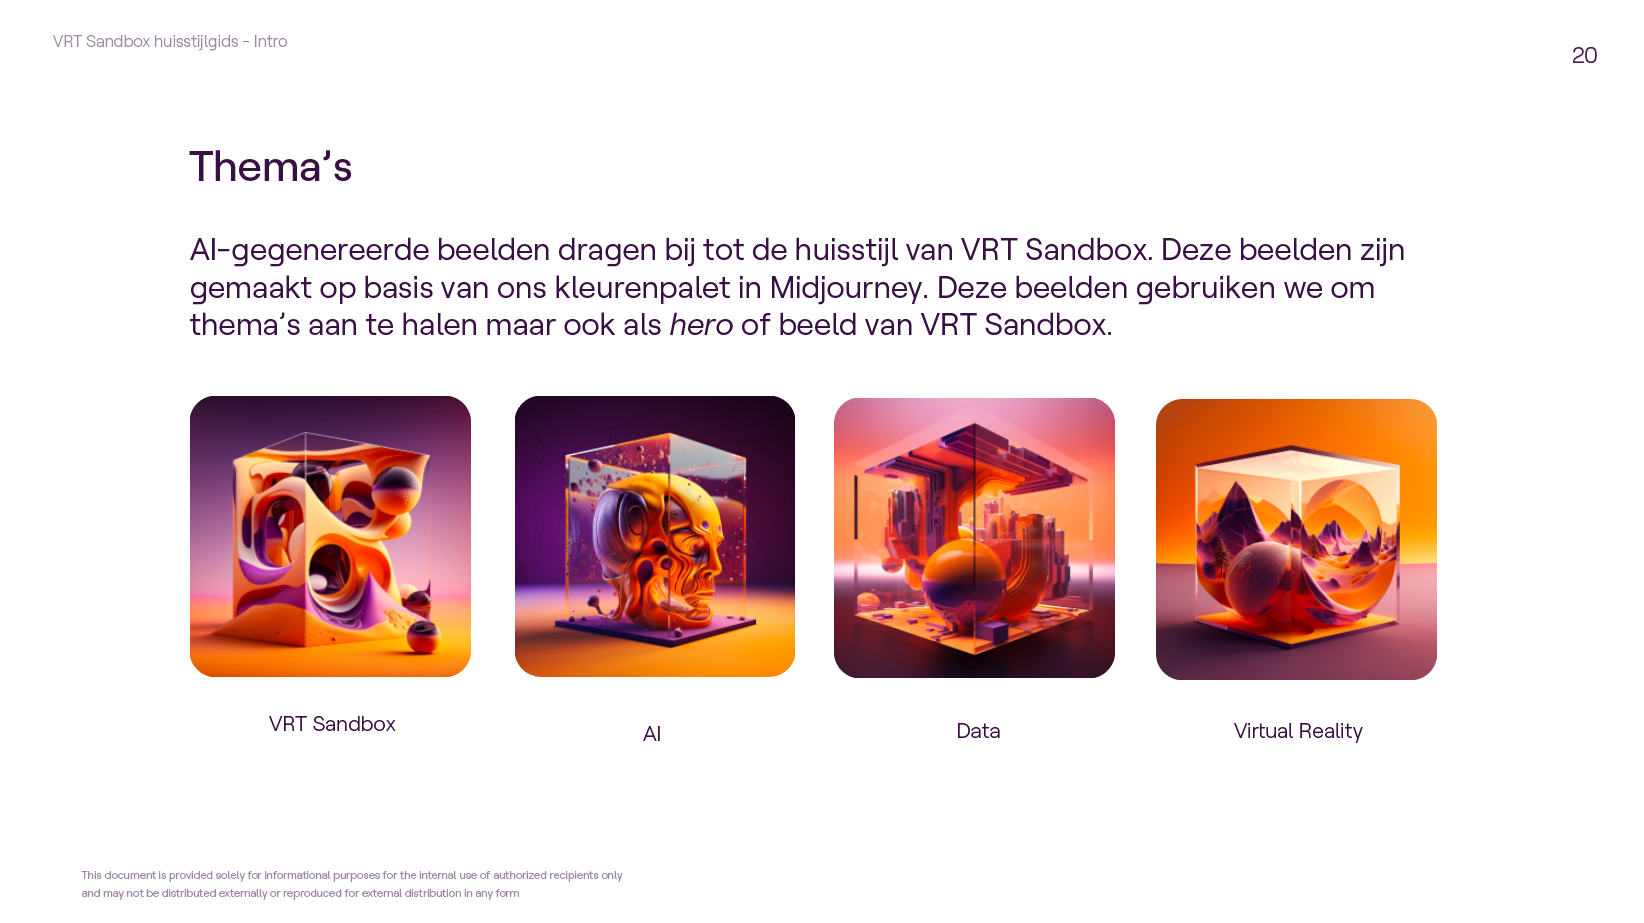 VRT Sandbox huisstijlgids - Intro
20
Thema’s
AI-gegenereerde beelden dragen bij tot de huisstijl van VRT Sandbox. Deze beelden zijn
gemaakt op basis van ons kleurenpalet in Midjourney. Deze beelden gebruiken we om
thema’s aan te halen maar ook als hero of beeld van VRT Sandbox.
VRT Sandbox
AI
Data
Virtual Reality
This document is provided solely for informational purposes for the internal use of authorized recipients only
and may not be distributed externally or reproduced for external distribution in any form